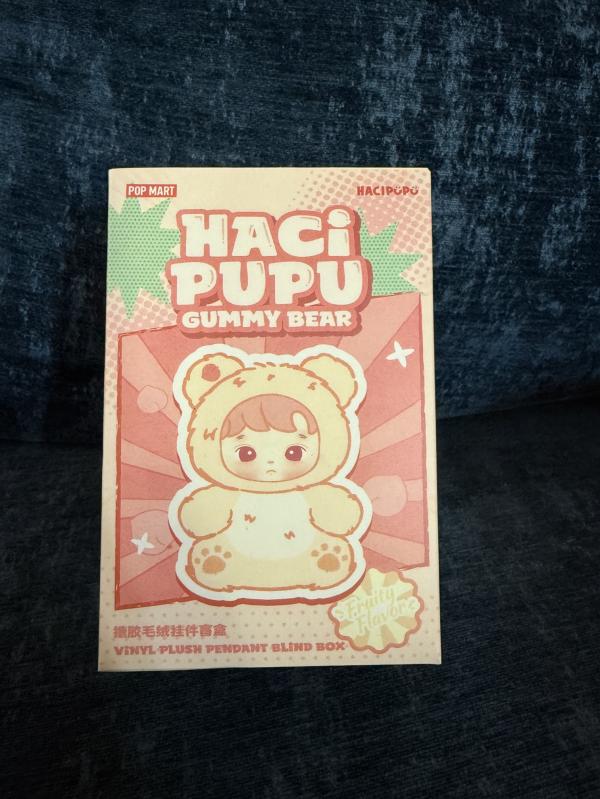 POP MART
HACIPUPU
HACI
PUPU
GUMMY BEAR
Fruity
Flavor
搪胶毛绒挂件盲盒
VINYL PLUSH PENDANT BLIND BOX